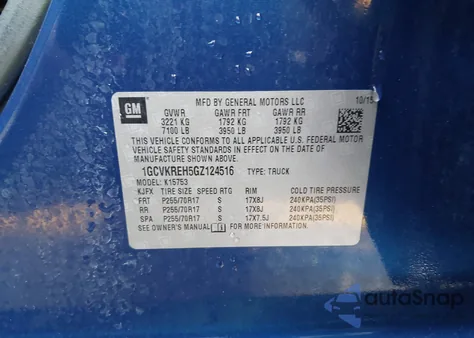 GM
MFD BY GENERAL MOTORS LLC 10/15
GVWR GAWR FRT GAWR RR
3221 KG 1792 KG 1792 KG
7100 LB 3950 LB 3950 LB
THIS VEHICLE CONFORMS TO ALL APPLICABLE U.S. FEDERAL MOTOR
VEHICLE SAFETY AND BUMPER STANDARDS IN EFFECT ON THE DATE
OF MANUFACTURE SHOWN ABOVE.
1GCVKREH5GZ124516 TYPE: TRUCK
MODEL: K15753
KJFX TIRE SIZE SPEED RTG RIM
FRT P255/70R17 S 17X8J 240KPA(35PSI)
RR P255/70R17 S 17X8J 240KPA(35PSI)
SPA P255/70R17 S 17X7.5J 240KPA(35PSI)
SEE OWNER'S MANUAL FOR MORE INFORMATION.
autoSnap